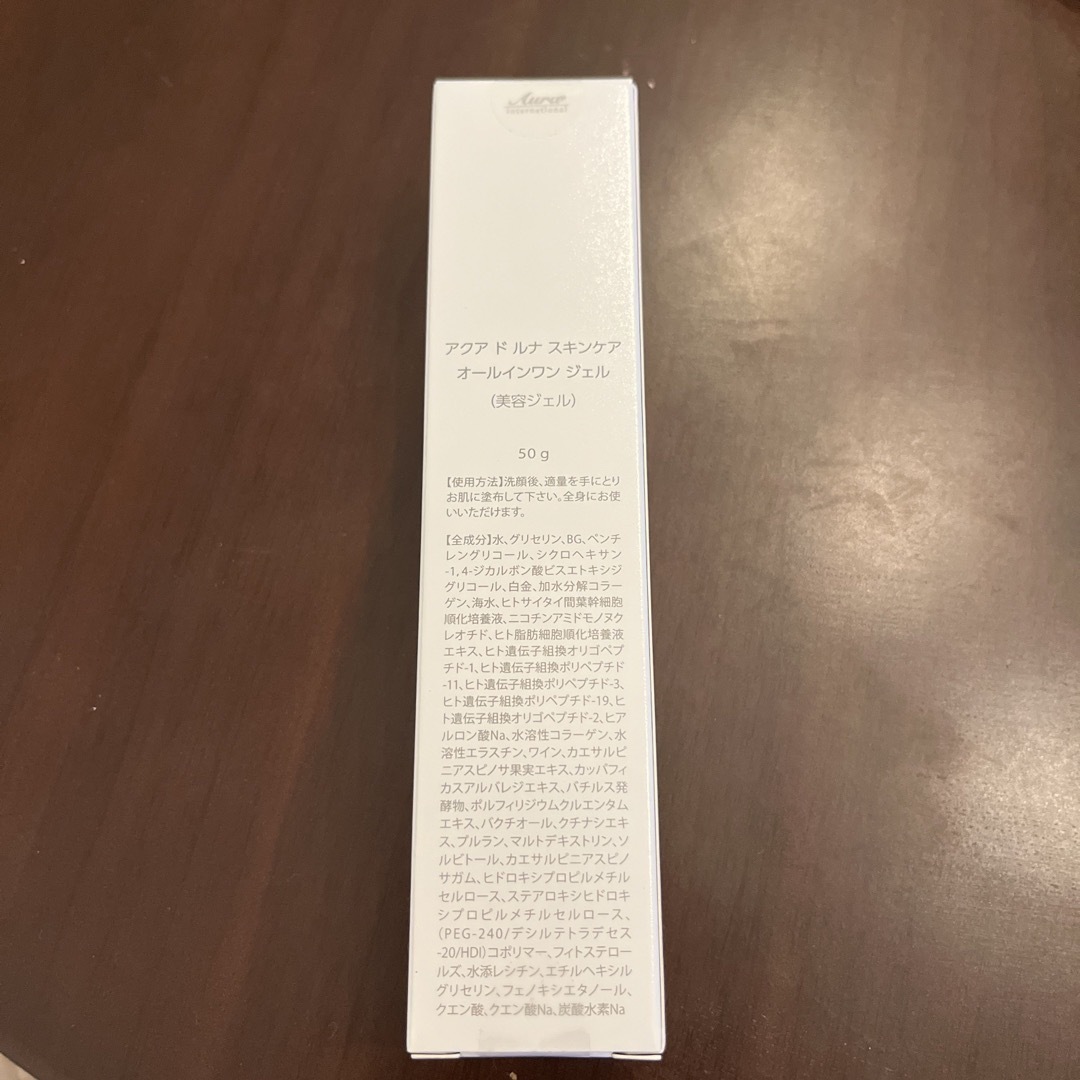 Aurse
International
アクア ド ルナ スキンケア
オールインワン ジェル
(美容ジェル)
50 g
【使用方法】洗顔後、適量を手にとり
お肌に塗布して下さい。全身にお使
いいただけます。
【全成分】水、グリセリン、BG、ペンチ
レングリコール、シクロヘキサン
-1,4-ジカルボン酸ビスエトキシジ
グリコール、白金、加水分解コラー
ゲン、海水、ヒトサイタイ間葉幹細胞
順化培養液、ニコチンアミドモノヌク
レオチド、ヒト脂肪細胞順化培養液
エキス、ヒト遺伝子組換オリゴペプ
チド-1、ヒト遺伝子組換ポリペプチド
-11、ヒト遺伝子組換ポリペプチド-3、
ヒト遺伝子組換ポリペプチド-19、ヒ
ト遺伝子組換オリゴペプチド-2、ヒア
ルロン酸Na、水溶性コラーゲン、水
溶性エラスチン、ワイン、カエサルピ
ニアスピノサ果実エキス、カッパフィ
カスアルバレジエキス、バチルス発
酵物、ポルフィリジウムクルエンタム
エキス、バクチオール、クチナシエキ
ス、プルラン、マルトデキストリン、ソ
ルビトール、カエサルピニアスピノ
サガム、ヒドロキシプロピルメチル
セルロース、ステアロキシヒドロキ
シプロピルメチルセルロース、
(PEG-240/デシルテトラデセス
-20/HDI)コポリマー、フィトステロー
ルズ、水添レシチン、エチルヘキシル
グリセリン、フェノキシエタノール、
クエン酸、クエン酸Na、炭酸水素Na